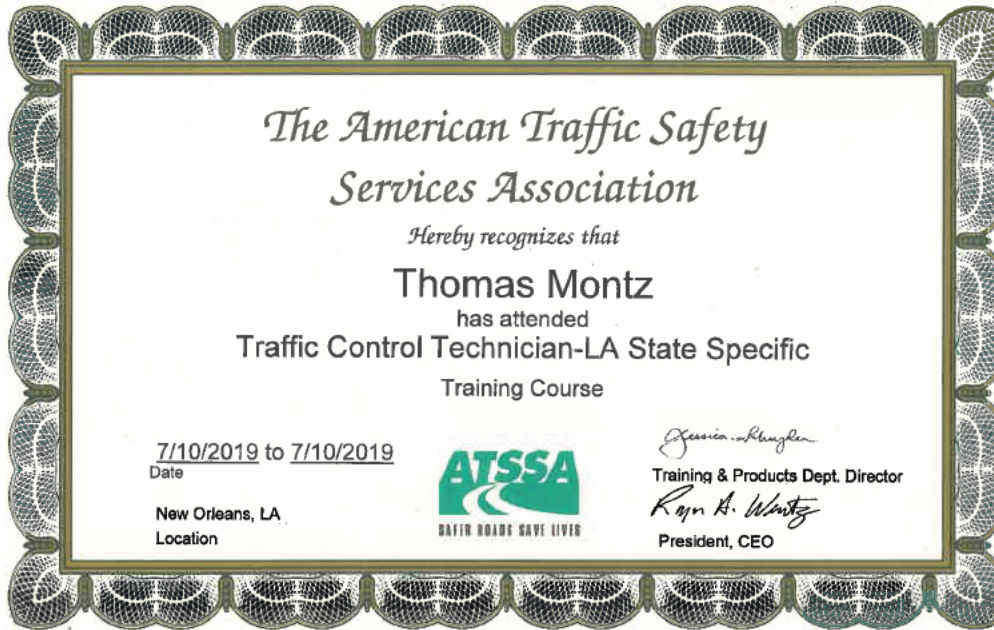 The American Traffic Safety
Services Association
Hereby recognizes that
Thomas Montz
has attended
Traffic Control Technician-LA State Specific
Training Course
7/10/2019 to 7/10/2019
Date
New Orleans, LA
Location
ATSSA
SAFER ROADS SAVE LIVES
Training & Products Dept. Director
Ryan A. Wentz
President, CEO